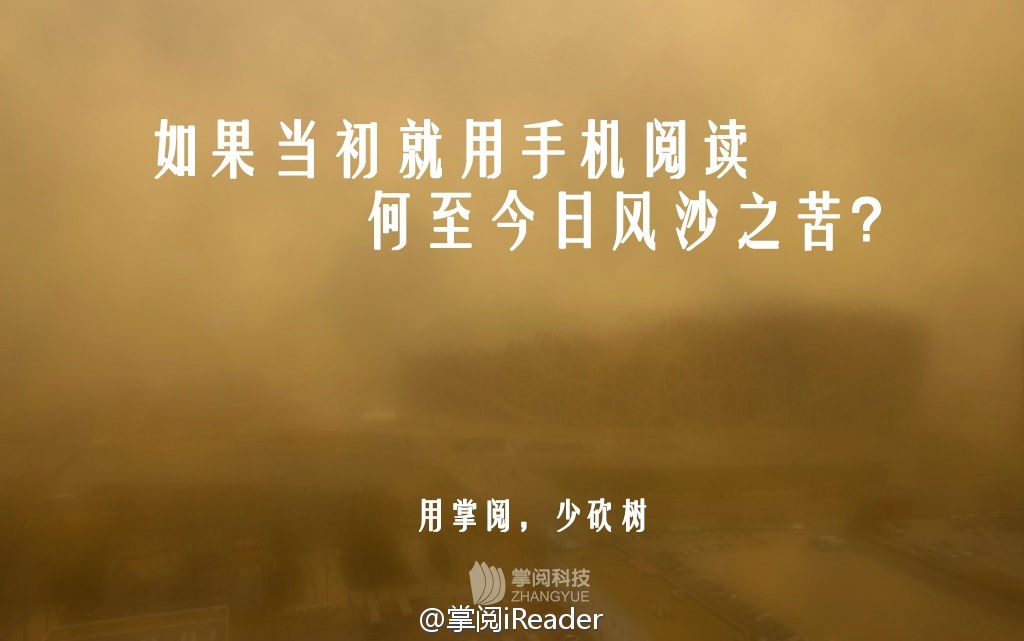 如果当初就用手机阅读
何至今日风沙之苦?
用掌阅，少砍树
掌阅科技
ZHANGYUE
@掌阅iReader